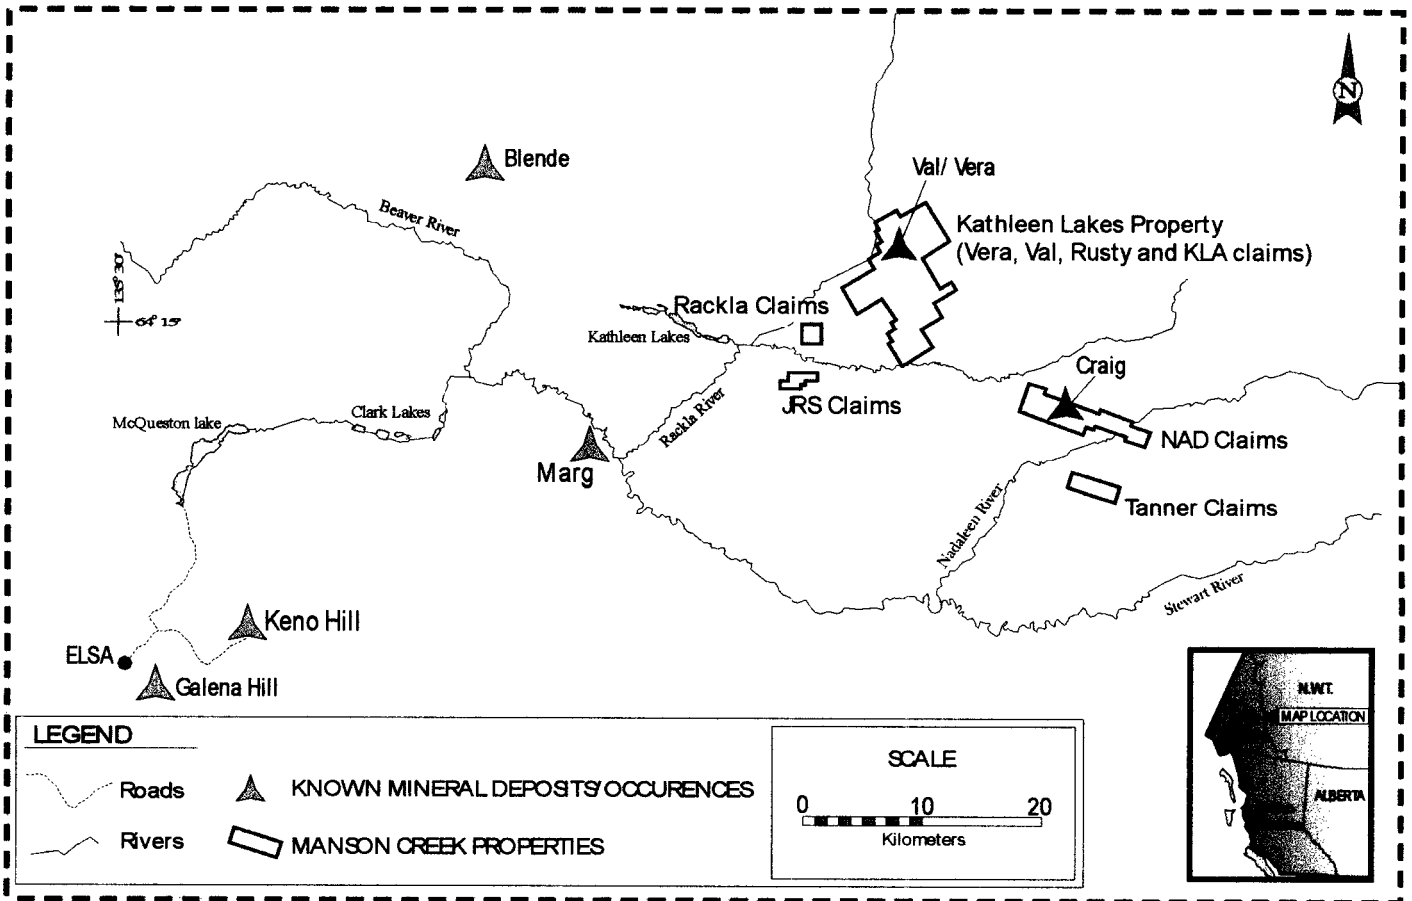 N
Blende
Val/ Vera
Beaver River
Kathleen Lakes Property
(Vera, Val, Rusty and KLA claims)
64° 15'
Rackla Claims
Kathleen Lakes
Craig
JRS Claims
Clark Lakes
McQueston lake
Rackla River
NAD Claims
Marg
Tanner Claims
Nadaleen River
Stewart River
Keno Hill
ELSA
Galena Hill
N.W.T.
MAP LOCATION
ALBERTA
LEGEND
Roads
KNOWN MINERAL DEPOSITS/OCCURENCES
Rivers
MANSON CREEK PROPERTIES
SCALE
0 10 20
Kilometers